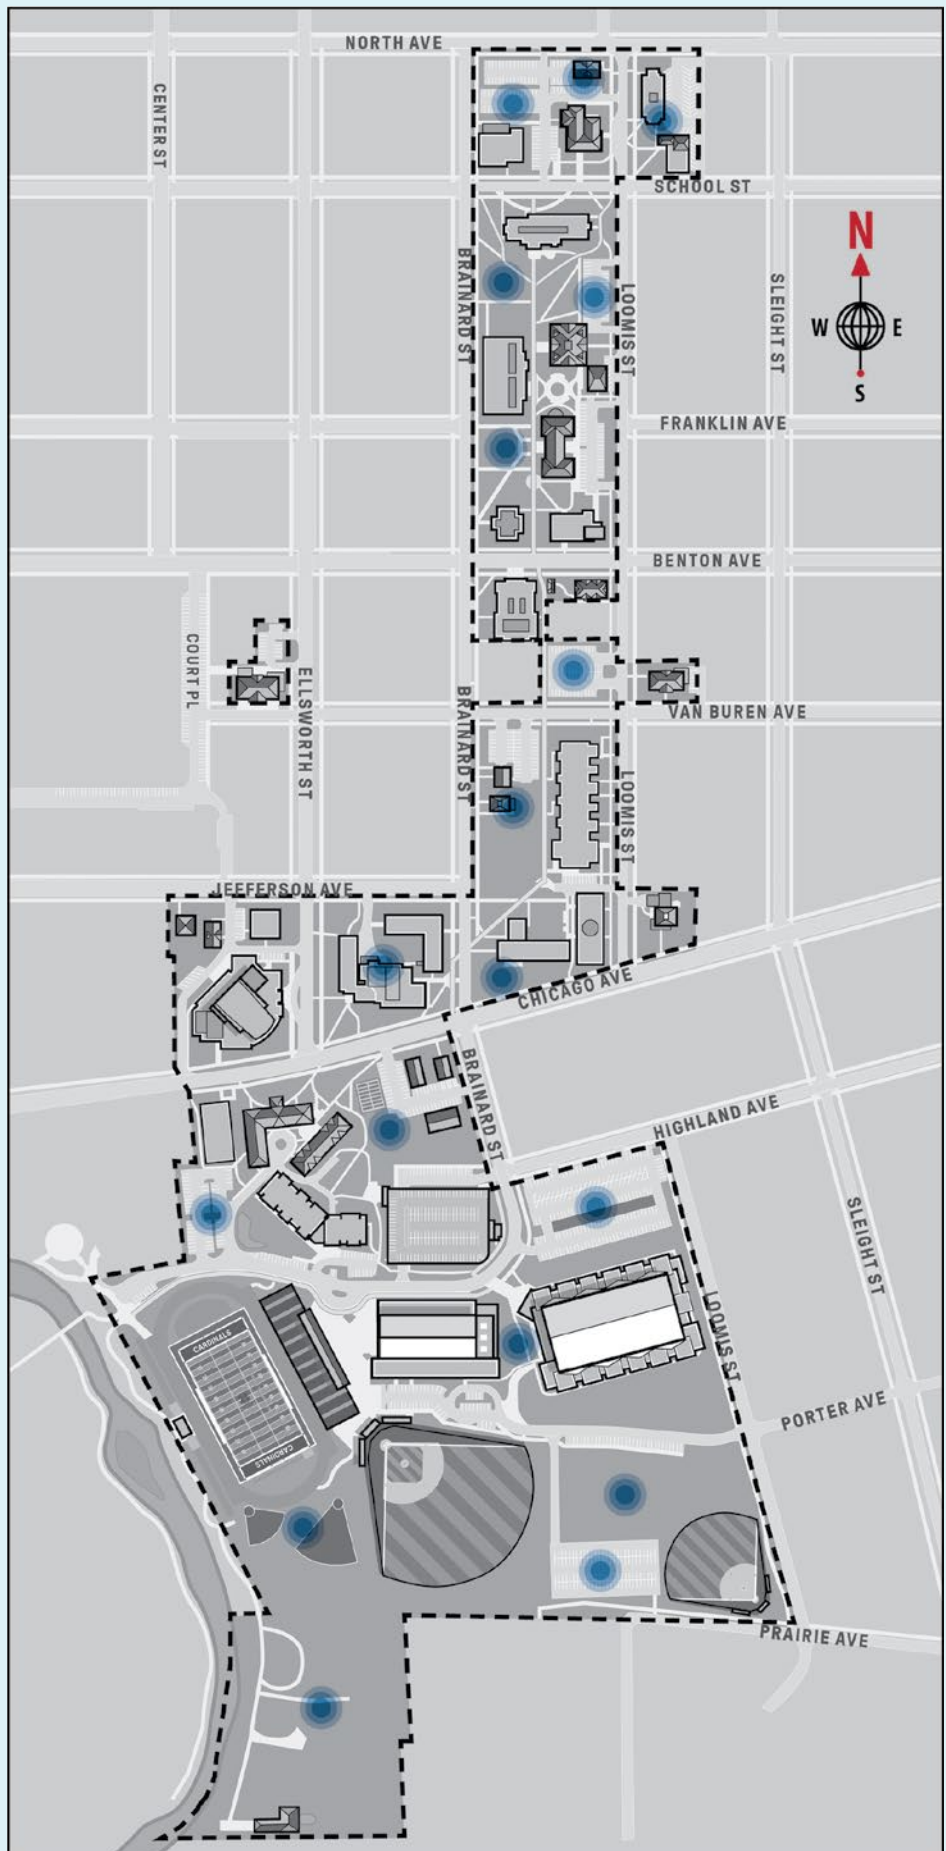 NORTH AVE
CENTER ST
SCHOOL ST
N
W E
S
BRAINARD ST
LOOMIS ST
SLEIGHT ST
FRANKLIN AVE
BENTON AVE
COURT PL
ELLSWORTH ST
BRAINARD ST
VAN BUREN AVE
LOOMIS ST
JEFFERSON AVE
CHICAGO AVE
BRAINARD ST
HIGHLAND AVE
SLEIGHT ST
LOOMIS ST
CARDINALS
CARDINALS
PORTER AVE
PRAIRIE AVE